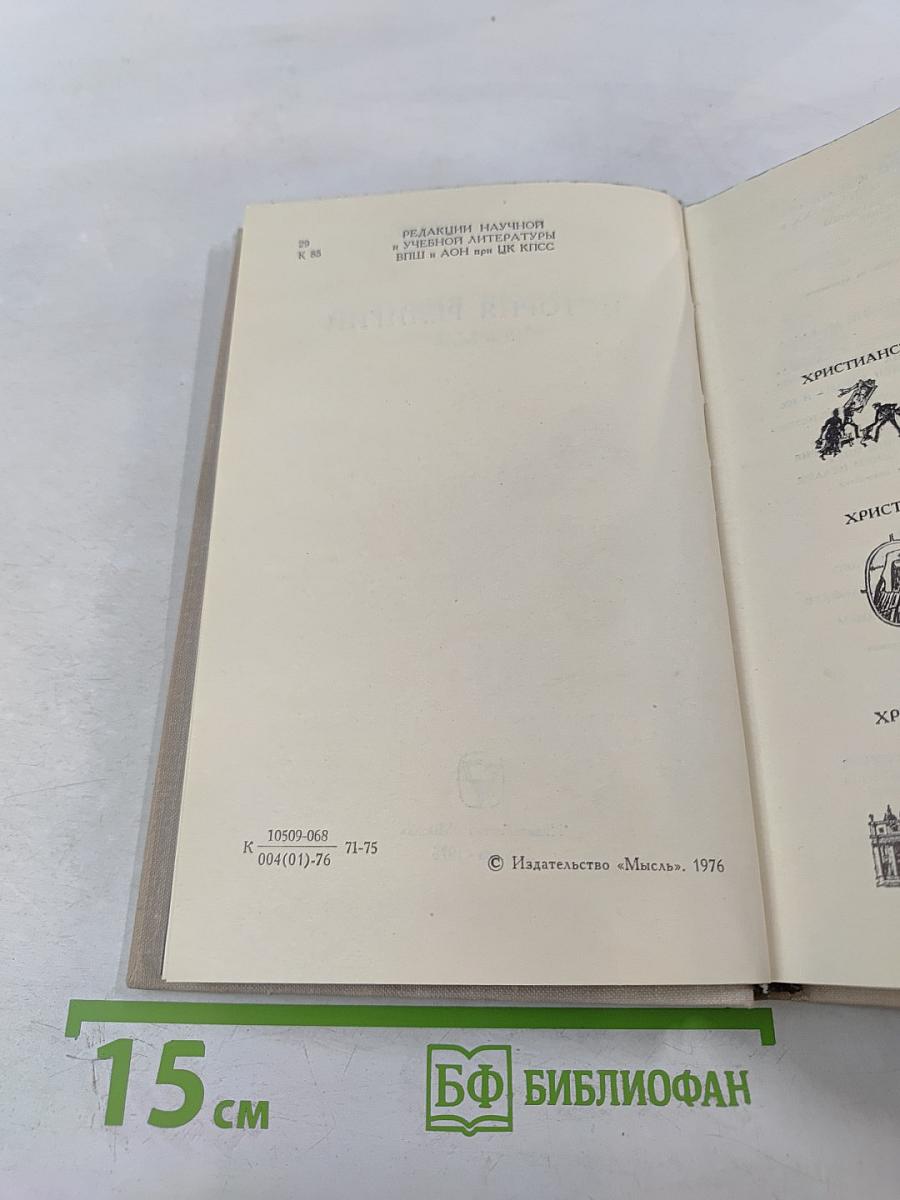 29
К 85
РЕДАКЦИИ НАУЧНОЙ
и УЧЕБНОЙ ЛИТЕРАТУРЫ
ВПШ и АОН при ЦК КПСС
К 10509-068 71-75
004(01)-76
© Издательство «Мысль». 1976
ХРИСТИАНС
ХРИСТ
ХР
15 см
БФ БИБЛИОФАН